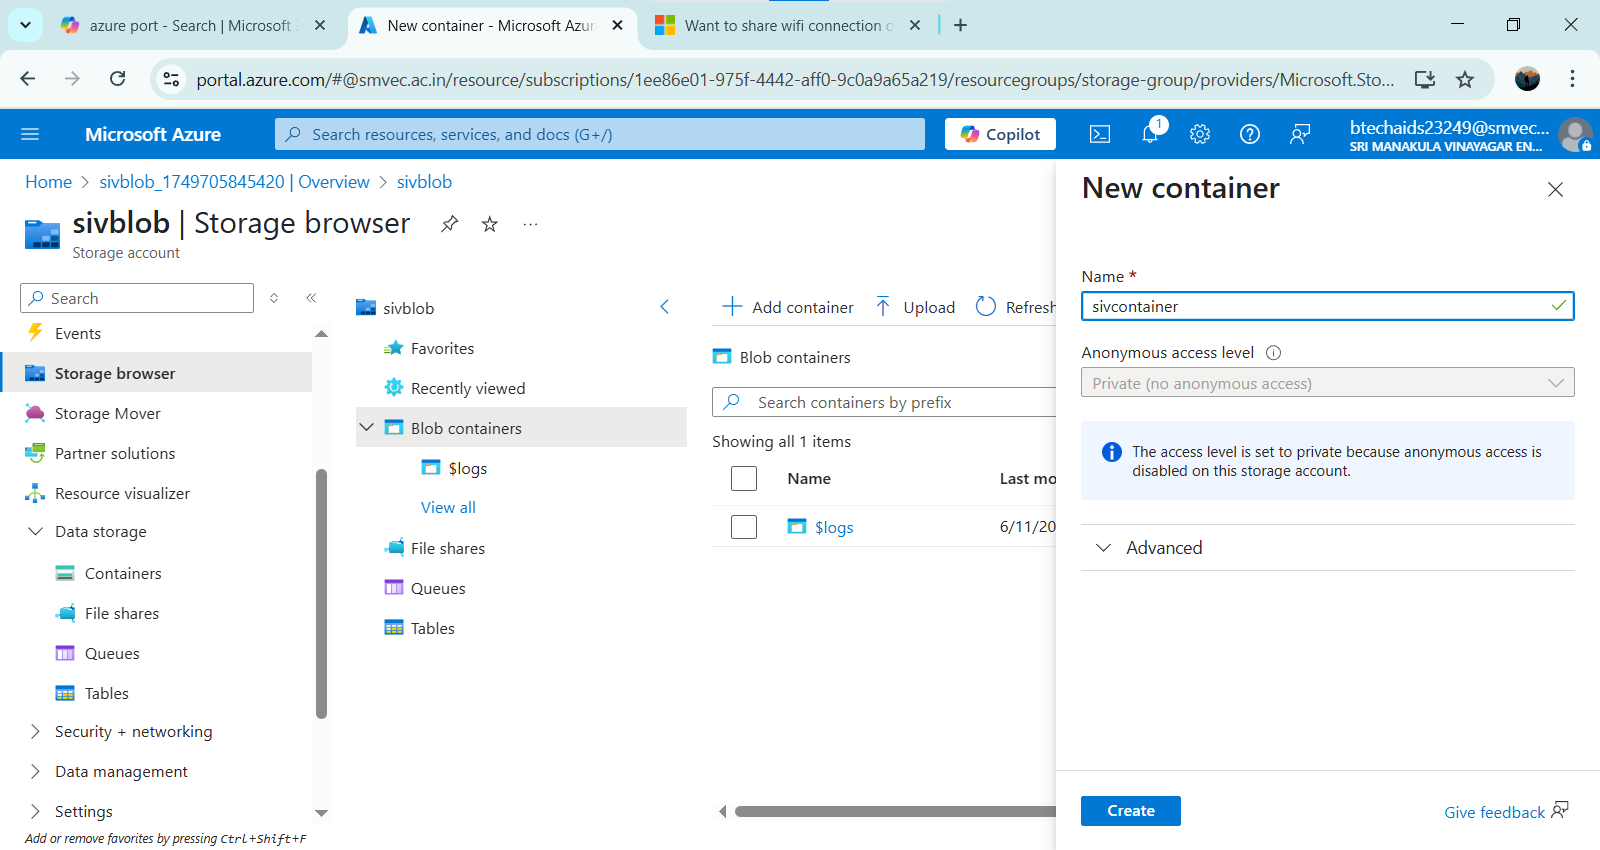 azure port - Search | Microsoft
New container - Microsoft Azur
Want to share wifi connection o
portal.azure.com/#@smvec.ac.in/resource/subscriptions/1ee86e01-975f-4442-aff0-9c0a9a65a219/resourcegroups/storage-group/providers/Microsoft.Sto...
Microsoft Azure
Search resources, services, and docs (G+/)
Copilot
1
btechaids23249@smvec...
SRI MANAKULA VINAYAGAR EN...
Home > sivblob_1749705845420 | Overview > sivblob
sivblob | Storage browser
...
Storage account
Search
Events
Storage browser
Storage Mover
Partner solutions
Resource visualizer
Data storage
Containers
File shares
Queues
Tables
Security + networking
Data management
Settings
Add or remove favorites by pressing Ctrl+Shift+F
sivblob
Favorites
Recently viewed
Blob containers
$logs
View all
File shares
Queues
Tables
Add container
Upload
Refresh
Blob containers
Search containers by prefix
Showing all 1 items
Name
Last mo
$logs
6/11/20
New container
Name *
sivcontainer
Anonymous access level
Private (no anonymous access)
The access level is set to private because anonymous access is
disabled on this storage account.
Advanced
Create
Give feedback